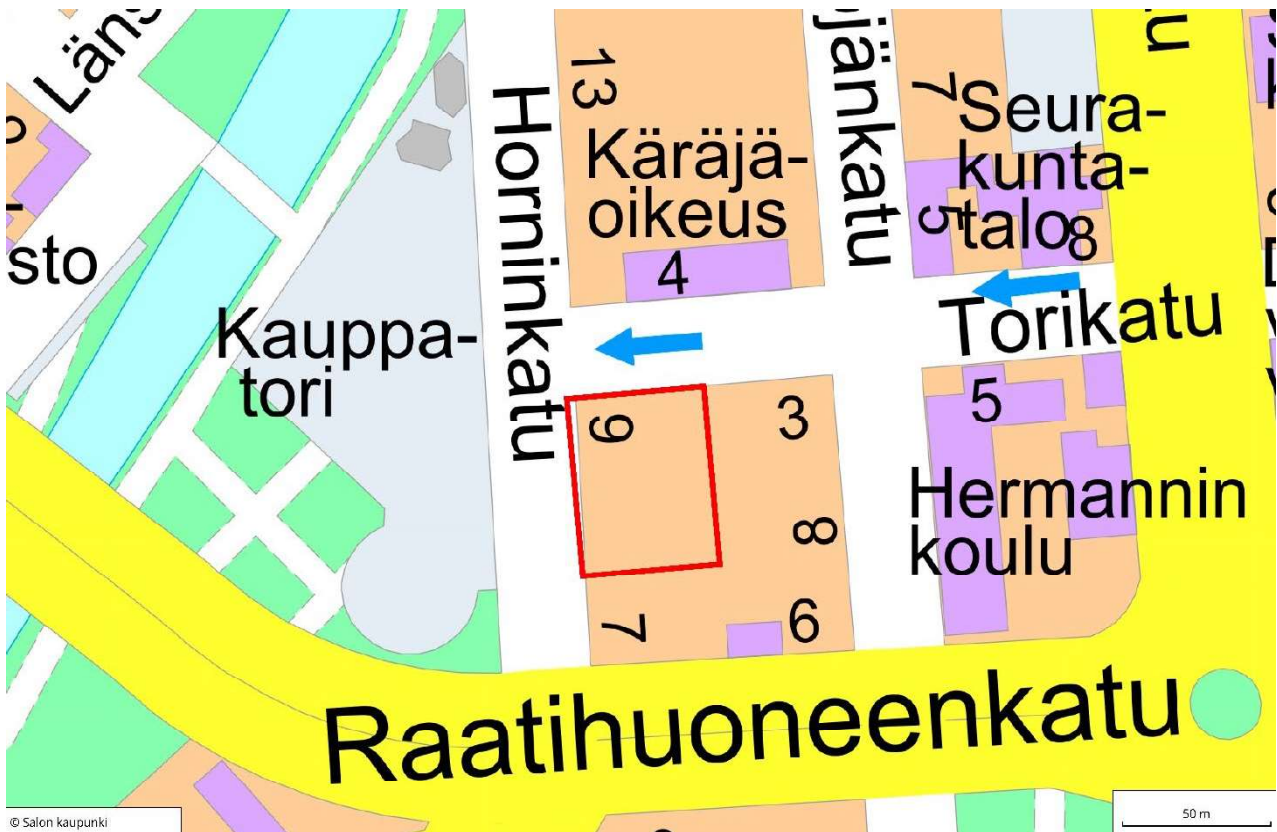 Läns
13
Horninkatu
Käräjä-
oikeus
4
jänkatu
7
Seura-
kunta-
talo
5
8
sto
Kauppa-
tori
Torikatu
9
3
5
8
Hermannin
koulu
7
6
Raatihuoneenkatu
© Salon kaupunki
50 m